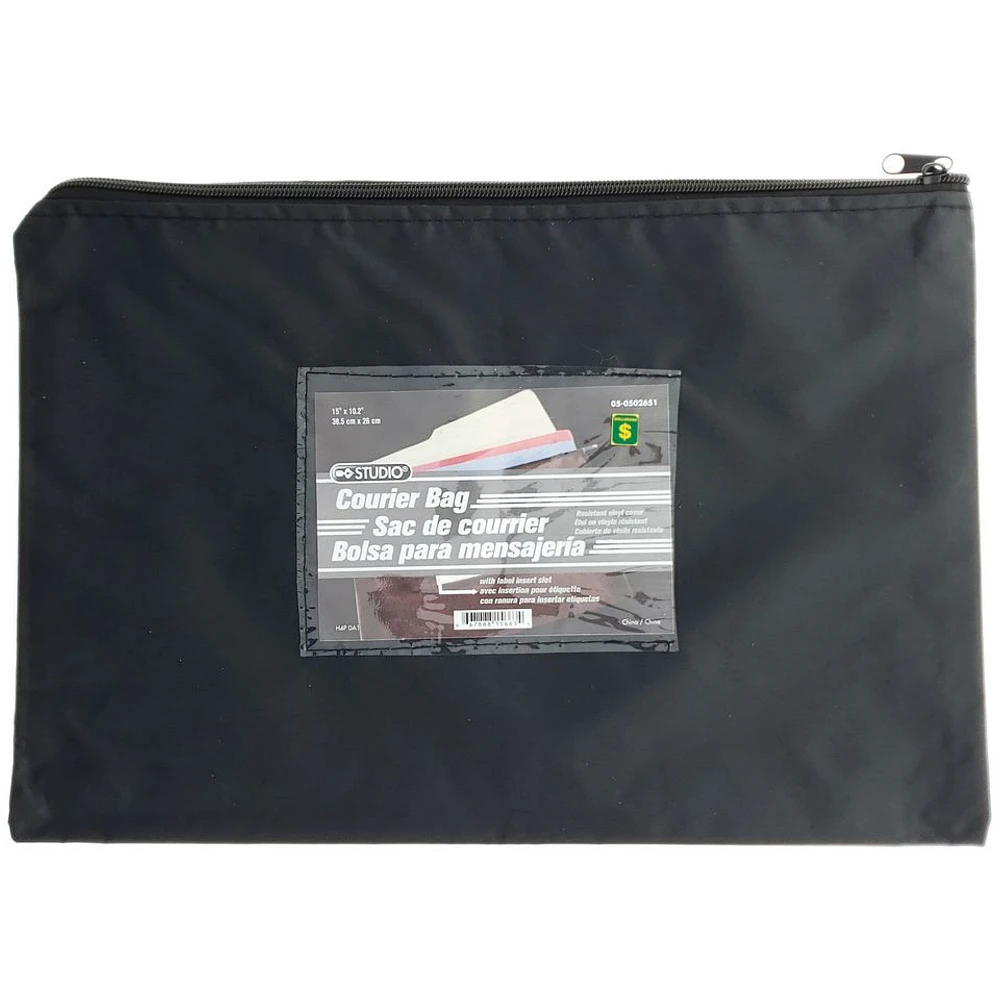 15" x 10.2"
38.5 cm x 26 cm
05-0502651
DOLLARAMA
$
STUDIO®
Courier Bag
Sac de courrier
Bolsa para mensajería
Resistant vinyl cover
Étui en vinyle résistant
Cubierta de vinilo resistente
with label insert slot
avec insertion pour étiquette
con ranura para insertar etiquetas
H4P 0A1
China / Chine